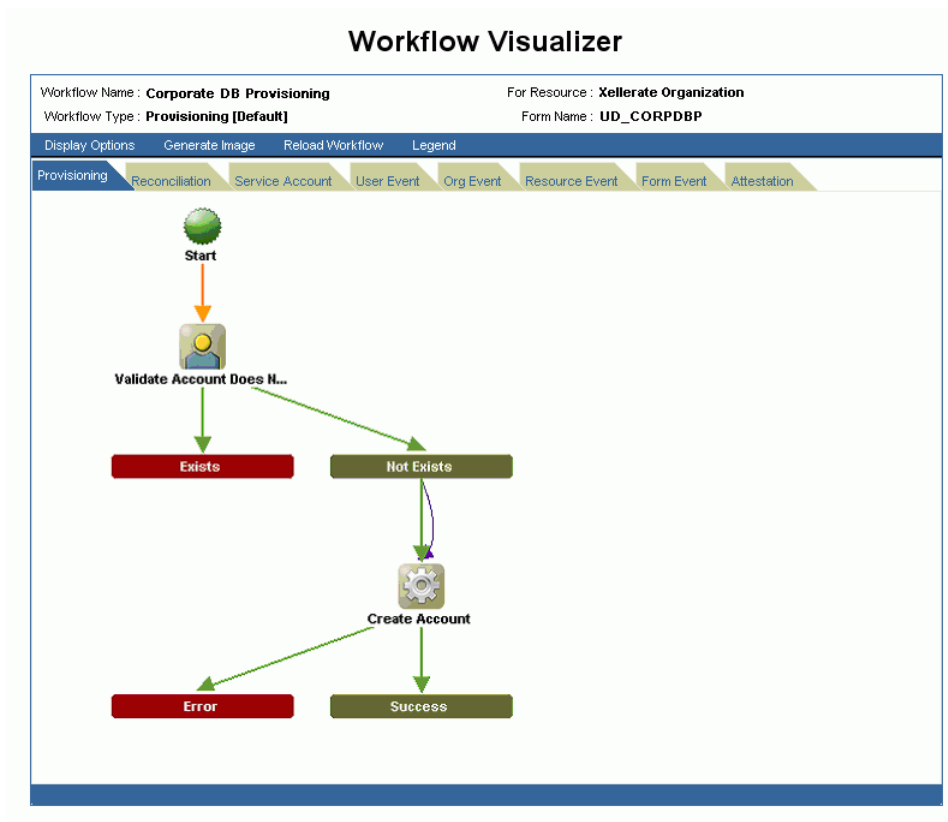 Workflow Visualizer
Workflow Name : Corporate DB Provisioning
For Resource : Xellerate Organization
Workflow Type : Provisioning [Default]
Form Name : UD_CORPDBP
Display Options Generate Image Reload Workflow Legend
Provisioning Reconciliation Service Account User Event Org Event Resource Event Form Event Attestation
Start
Validate Account Does N...
Exists
Not Exists
Create Account
Error
Success